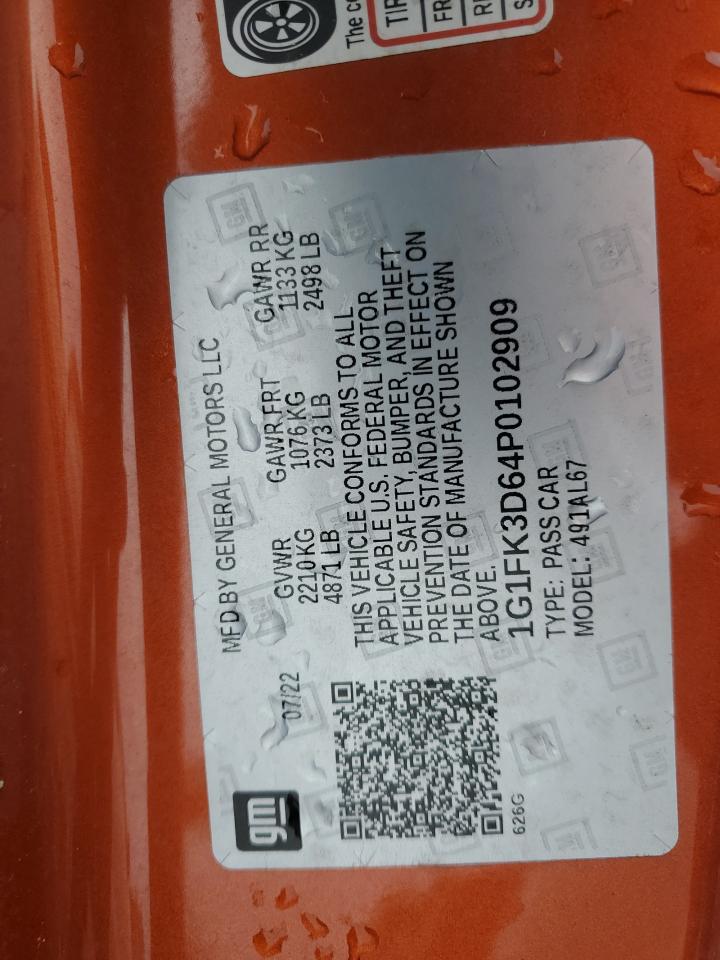 The
TIR
FR
R
S
gm
07/22
MFD BY GENERAL MOTORS LLC
GVWR GAWR FRT GAWR RR
2210 KG 1076 KG 1133 KG
4871 LB 2373 LB 2498 LB
THIS VEHICLE CONFORMS TO ALL
APPLICABLE U.S. FEDERAL MOTOR
VEHICLE SAFETY, BUMPER, AND THEFT
PREVENTION STANDARDS IN EFFECT ON
THE DATE OF MANUFACTURE SHOWN
ABOVE.
1G1FK3D64P0102909
TYPE: PASS CAR
MODEL: 491AL67
626G